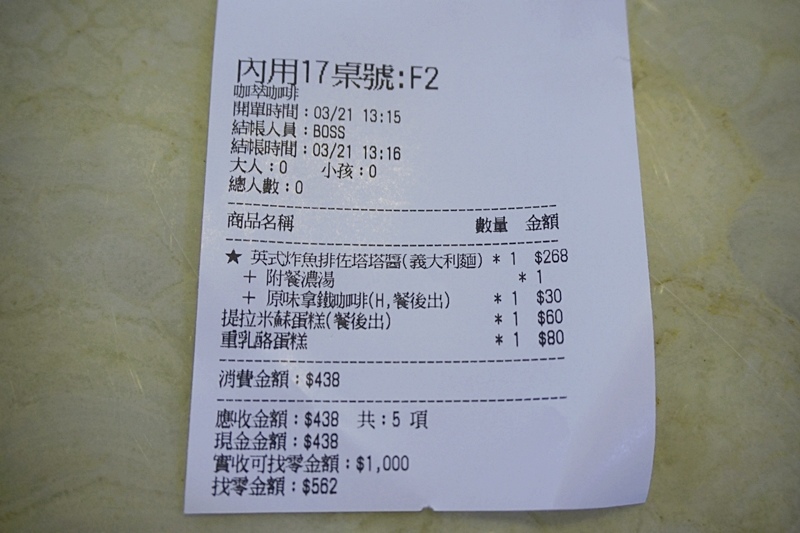 內用17桌號:F2
咖萃咖啡
開單時間:03/21 13:15
結帳人員:BOSS
結帳時間:03/21 13:16
大人:0 小孩:0
總人數:0
商品名稱 數量 金額
★ 英式炸魚排佐塔塔醬(義大利麵) * 1 $268
+ 附餐濃湯 * 1
+ 原味拿鐵咖啡(H,餐後出) * 1 $30
提拉米蘇蛋糕(餐後出) * 1 $60
重乳酪蛋糕 * 1 $80
消費金額:$438
應收金額:$438 共:5 項
現金金額:$438
實收可找零金額:$1,000
找零金額:$562